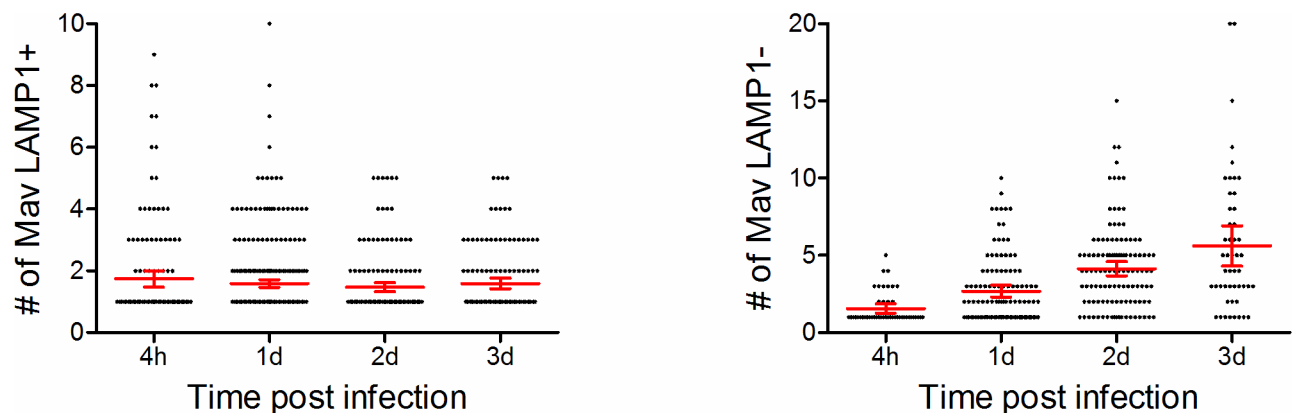 # of Mav LAMP1+
10
8
6
4
2
0
4h 1d 2d 3d
Time post infection
# of Mav LAMP1-
20
15
10
5
0
4h 1d 2d 3d
Time post infection